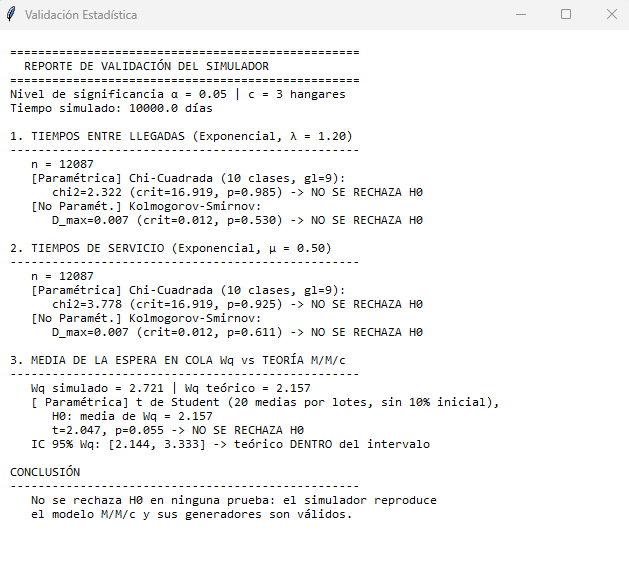 Validación Estadística
==================================================
REPORTE DE VALIDACIÓN DEL SIMULADOR
==================================================
Nivel de significancia α = 0.05 | c = 3 hangares
Tiempo simulado: 10000.0 días
1. TIEMPOS ENTRE LLEGADAS (Exponencial, λ = 1.20)
--------------------------------------------------
n = 12087
[Paramétrica] Chi-Cuadrada (10 clases, gl=9):
chi2=2.322 (crit=16.919, p=0.985) -> NO SE RECHAZA H0
[No Paramét.] Kolmogorov-Smirnov:
D_max=0.007 (crit=0.012, p=0.530) -> NO SE RECHAZA H0
2. TIEMPOS DE SERVICIO (Exponencial, μ = 0.50)
--------------------------------------------------
n = 12087
[Paramétrica] Chi-Cuadrada (10 clases, gl=9):
chi2=3.778 (crit=16.919, p=0.925) -> NO SE RECHAZA H0
[No Paramét.] Kolmogorov-Smirnov:
D_max=0.007 (crit=0.012, p=0.611) -> NO SE RECHAZA H0
3. MEDIA DE LA ESPERA EN COLA Wq vs TEORÍA M/M/c
--------------------------------------------------
Wq simulado = 2.721 | Wq teórico = 2.157
[ Paramétrica] t de Student (20 medias por lotes, sin 10% inicial),
H0: media de Wq = 2.157
t=2.047, p=0.055 -> NO SE RECHAZA H0
IC 95% Wq: [2.144, 3.333] -> teórico DENTRO del intervalo
CONCLUSIÓN
--------------------------------------------------
No se rechaza H0 en ninguna prueba: el simulador reproduce
el modelo M/M/c y sus generadores son válidos.